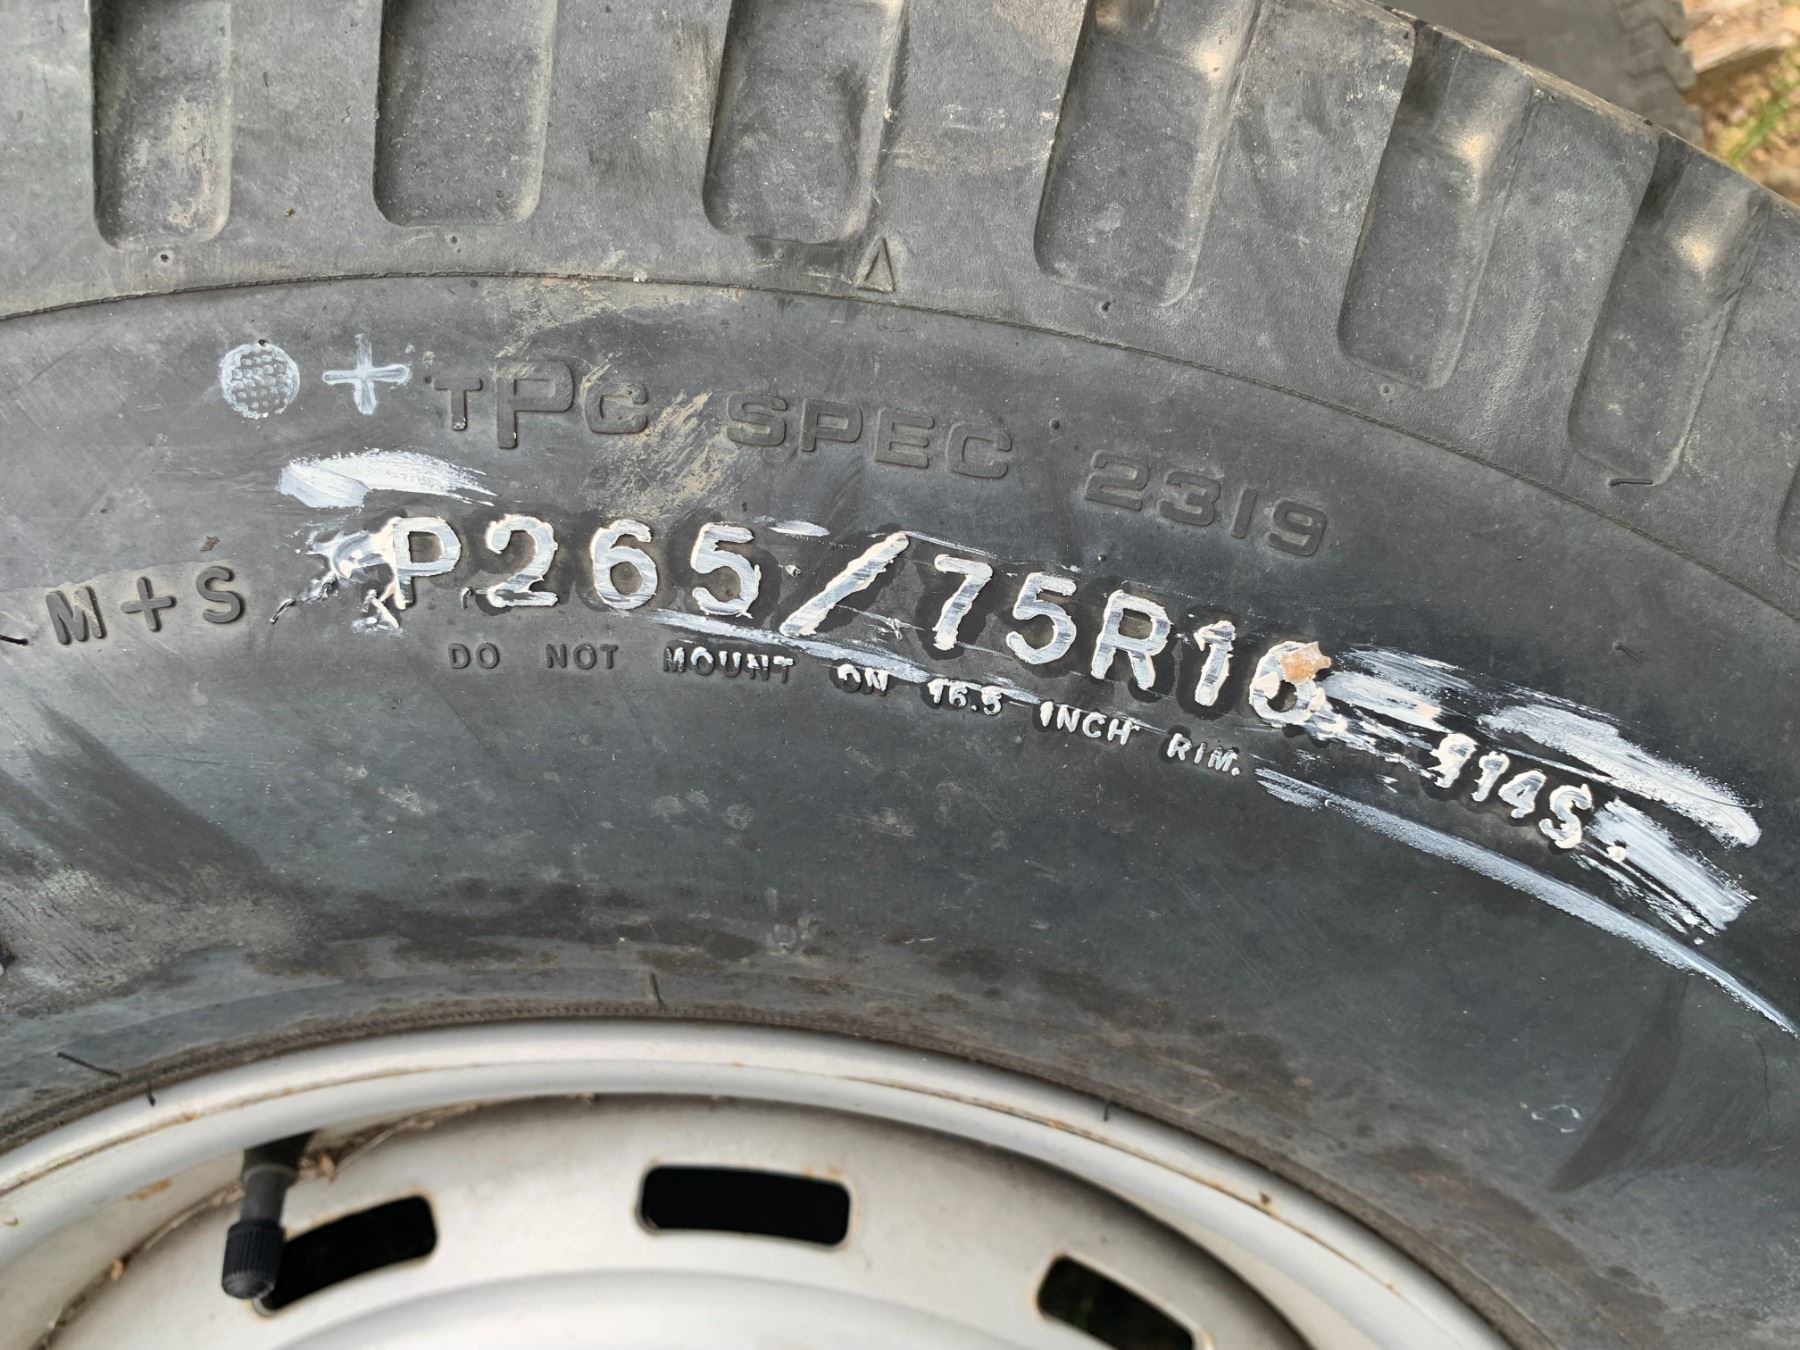 TPC SPEC 2319
M+S P265/75R16 114S
DO NOT MOUNT ON 16.5 INCH RIM.